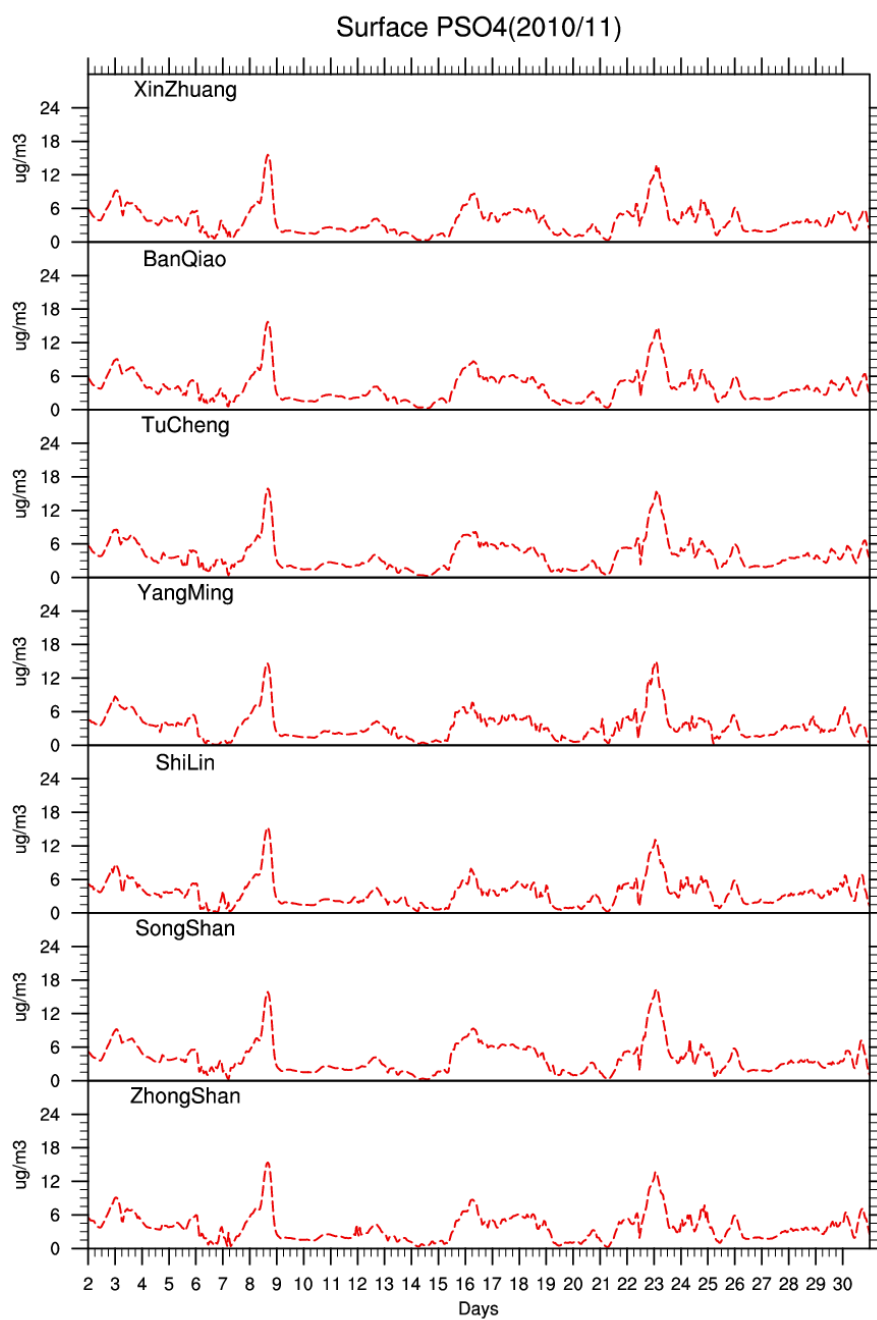 Surface PSO4(2010/11)
XinZhuang
24
18
12
6
0
ug/m3
BanQiao
24
18
12
6
0
ug/m3
TuCheng
24
18
12
6
0
ug/m3
YangMing
24
18
12
6
0
ug/m3
ShiLin
24
18
12
6
0
ug/m3
SongShan
24
18
12
6
0
ug/m3
ZhongShan
24
18
12
6
0
ug/m3
2 3 4 5 6 7 8 9 10 11 12 13 14 15 16 17 18 19 20 21 22 23 24 25 26 27 28 29 30
Days